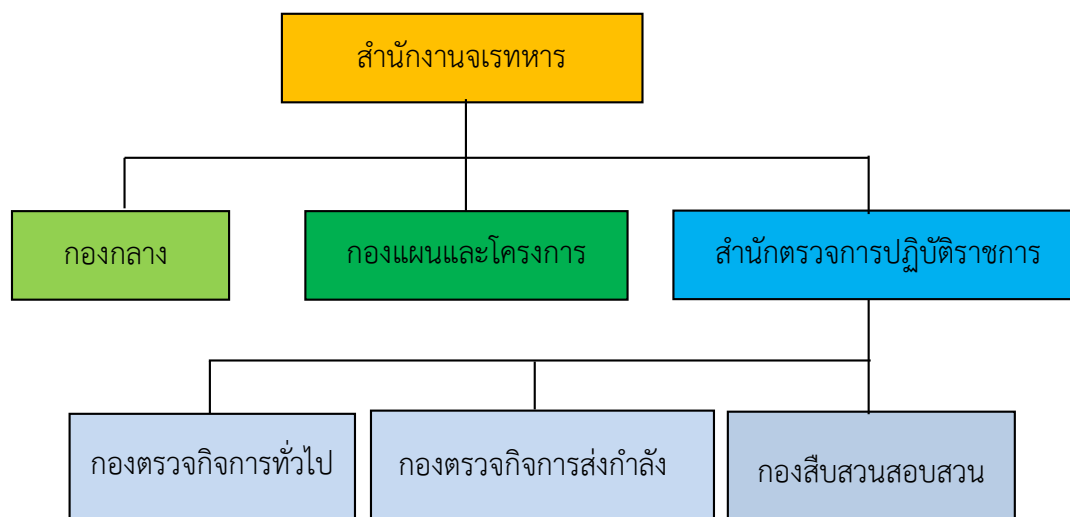 สำนักงานจเรทหาร
กองกลาง
กองแผนและโครงการ
สำนักตรวจการปฏิบัติราชการ
กองตรวจกิจการทั่วไป
กองตรวจกิจการส่งกำลัง
กองสืบสวนสอบสวน